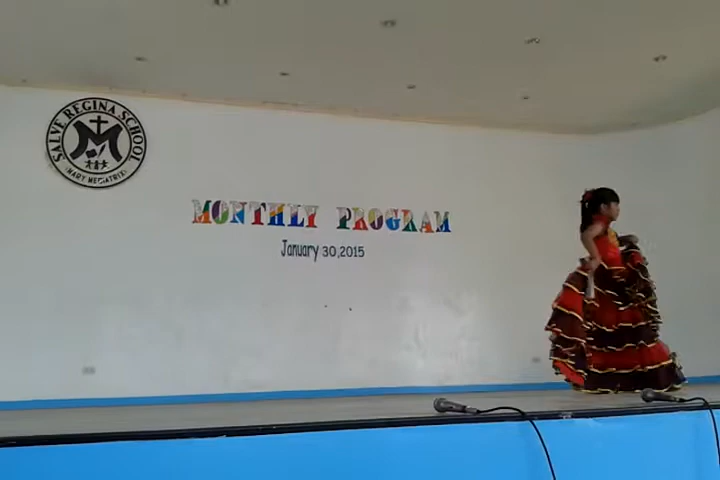 SALVE REGINA SCHOOL
(MARY MEDIATRIX)
MONTHLY PROGRAM
January 30,2015